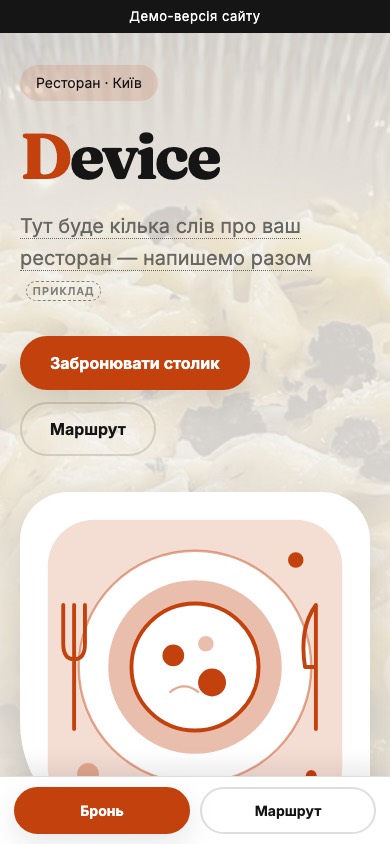 Демо-версія сайту
Ресторан · Київ
Device
Тут буде кілька слів про ваш
ресторан — напишемо разом
ПРИКЛАД
Забронювати столик
Маршрут
Бронь
Маршрут